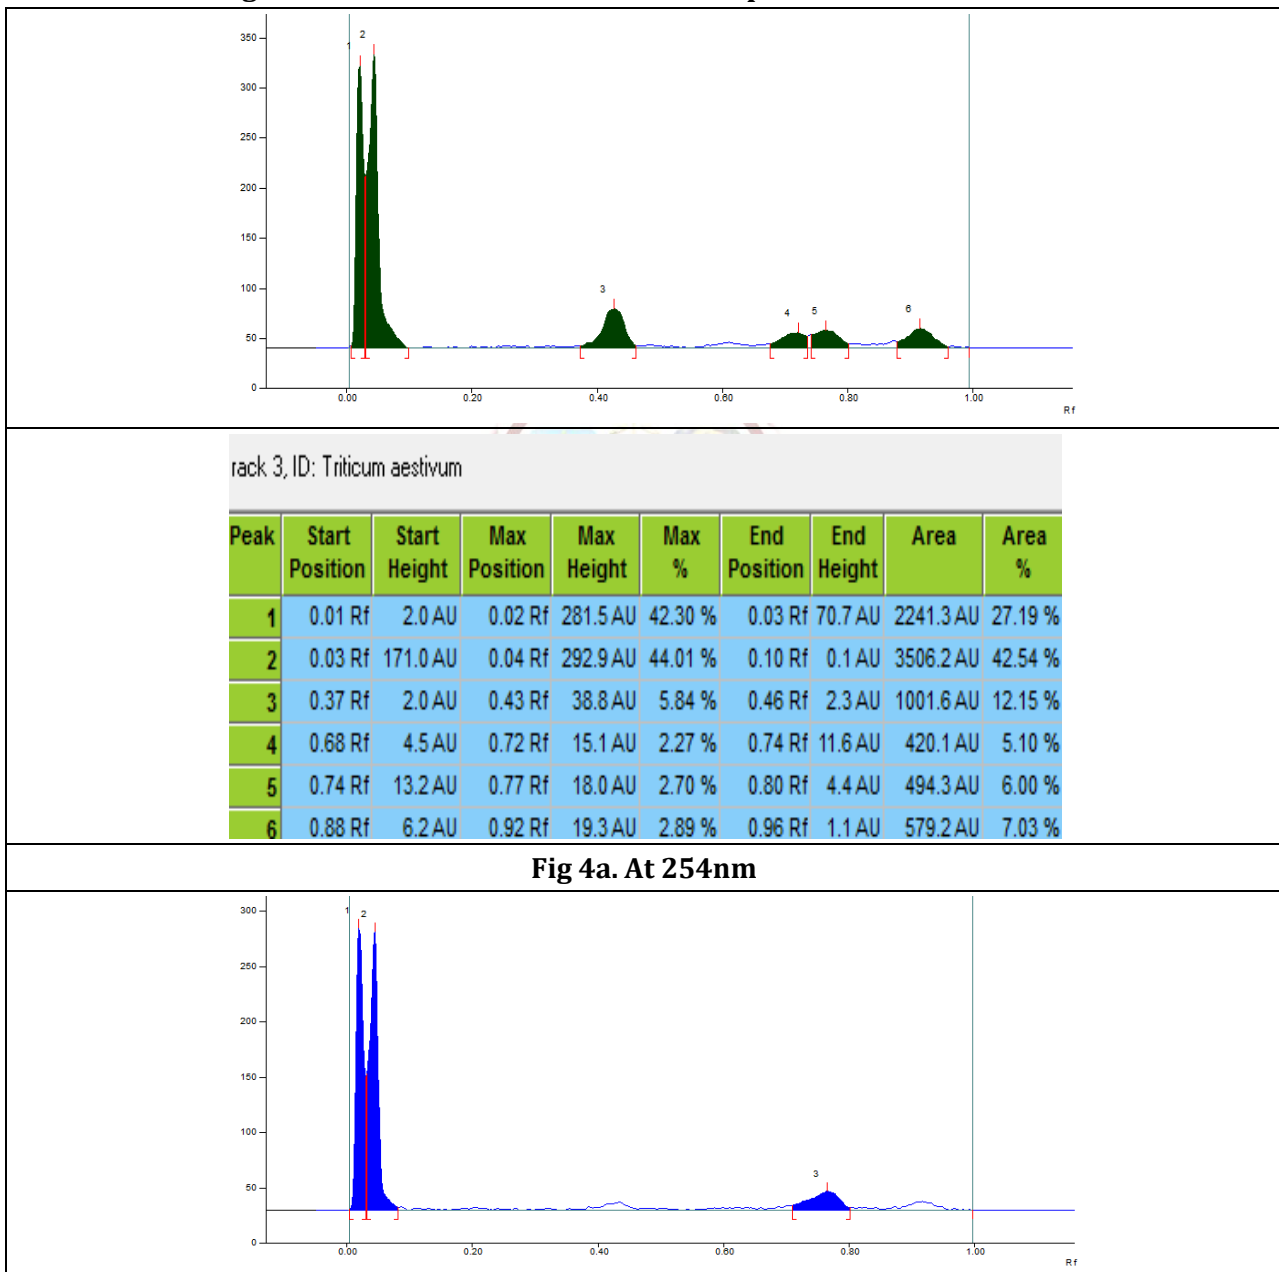 350
300
250
200
150
100
50
0
1
2
3
4
5
6
0.00 0.20 0.40 0.60 0.80 1.00
Rf
rack 3, ID: Triticum aestivum
Peak Start Position Start Height Max Position Max Height Max % End Position End Height Area Area %
1 0.01 Rf 2.0 AU 0.02 Rf 281.5 AU 42.30 % 0.03 Rf 70.7 AU 2241.3 AU 27.19 %
2 0.03 Rf 171.0 AU 0.04 Rf 292.9 AU 44.01 % 0.10 Rf 0.1 AU 3506.2 AU 42.54 %
3 0.37 Rf 2.0 AU 0.43 Rf 38.8 AU 5.84 % 0.46 Rf 2.3 AU 1001.6 AU 12.15 %
4 0.68 Rf 4.5 AU 0.72 Rf 15.1 AU 2.27 % 0.74 Rf 11.6 AU 420.1 AU 5.10 %
5 0.74 Rf 13.2 AU 0.77 Rf 18.0 AU 2.70 % 0.80 Rf 4.4 AU 494.3 AU 6.00 %
6 0.88 Rf 6.2 AU 0.92 Rf 19.3 AU 2.89 % 0.96 Rf 1.1 AU 579.2 AU 7.03 %
Fig 4a. At 254nm
300
250
200
150
100
50
0
1
2
3
0.00 0.20 0.40 0.60 0.80 1.00
Rf